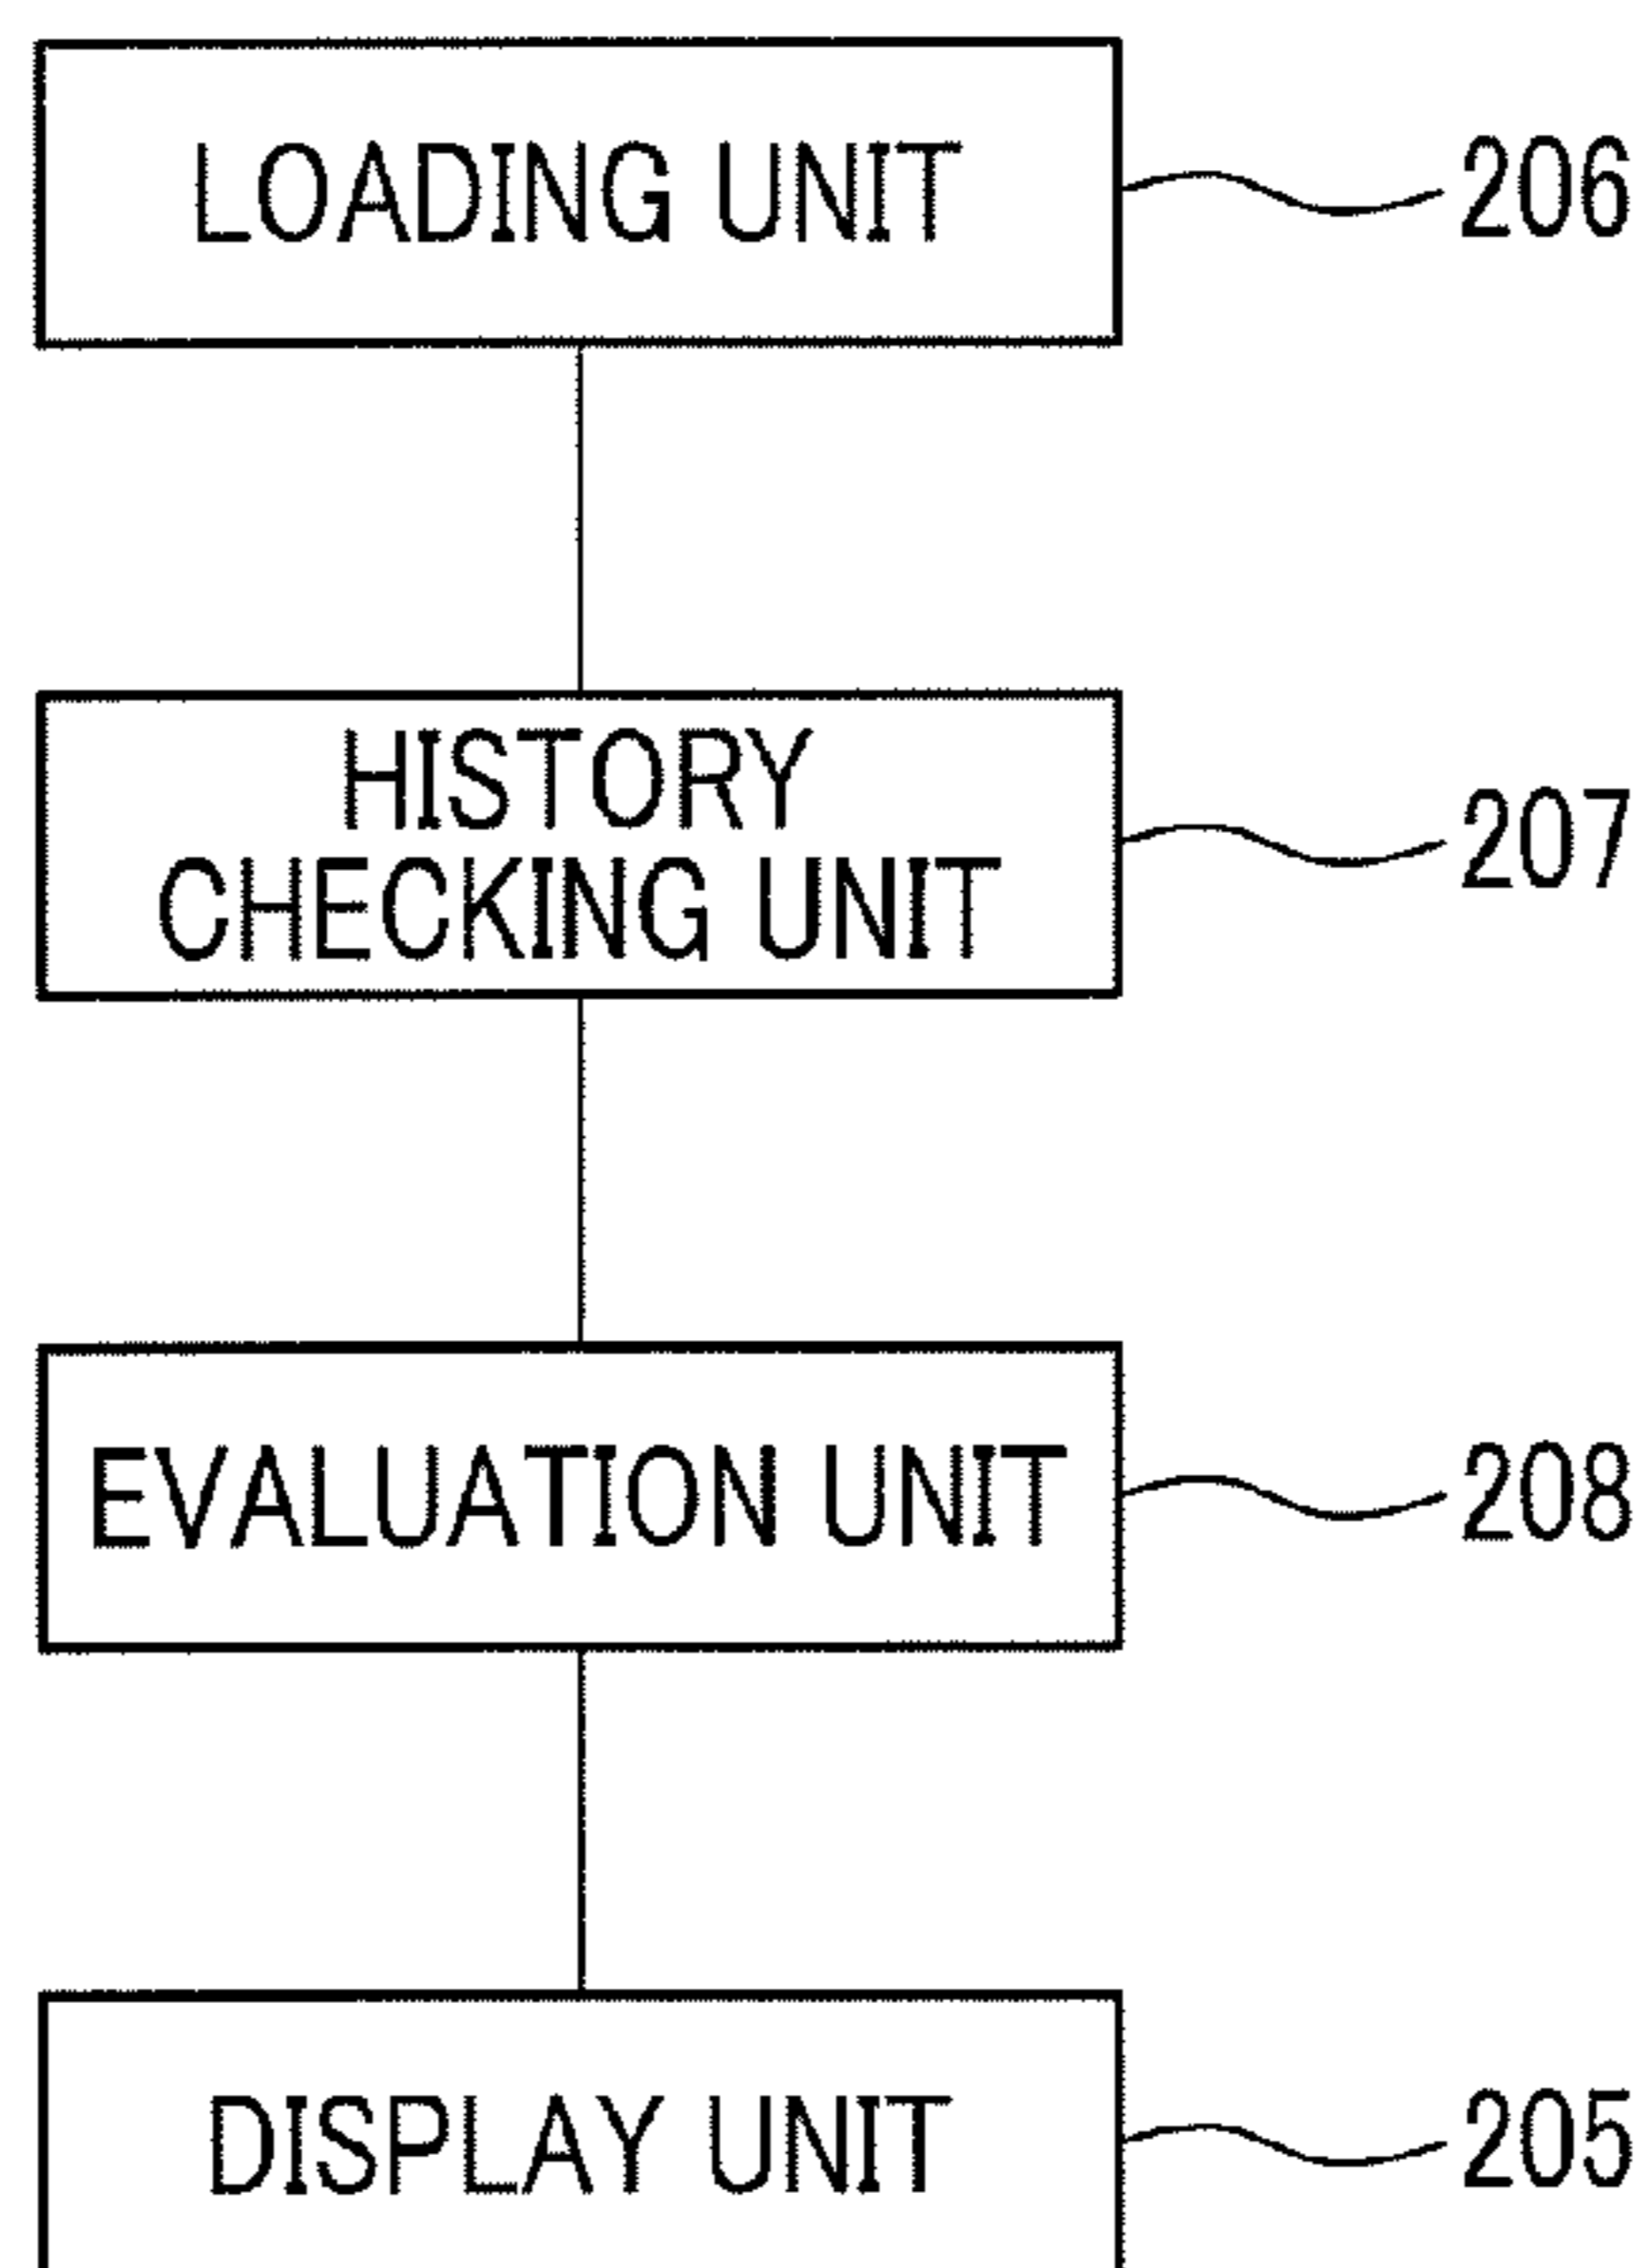 LOADING UNIT
206
HISTORY
CHECKING UNIT
207
EVALUATION UNIT
208
DISPLAY UNIT
205